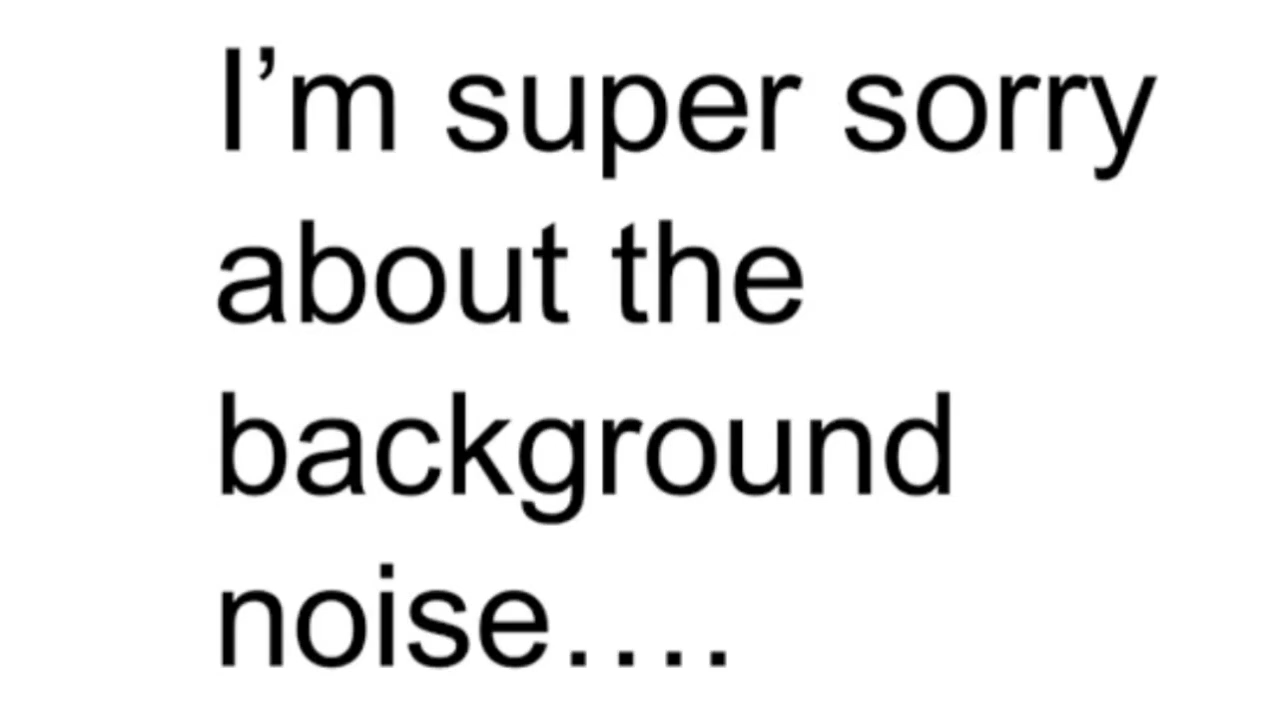 I’m super sorry
about the
background
noise....